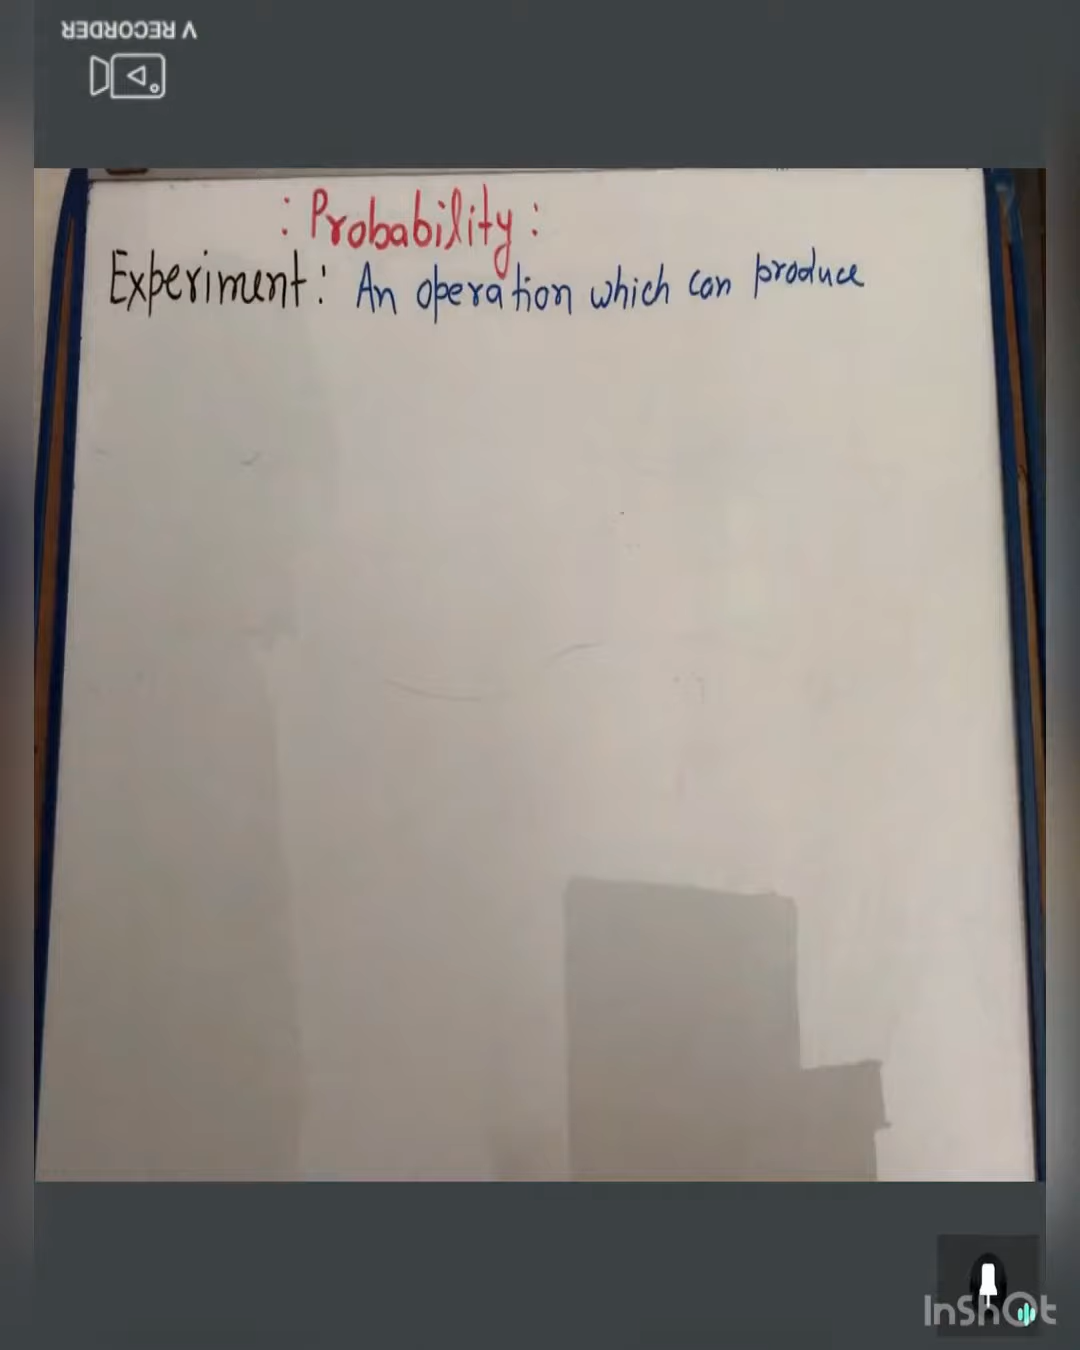 V RECORDER
: Probability :
Experiment : An operation which can produce
InShOt